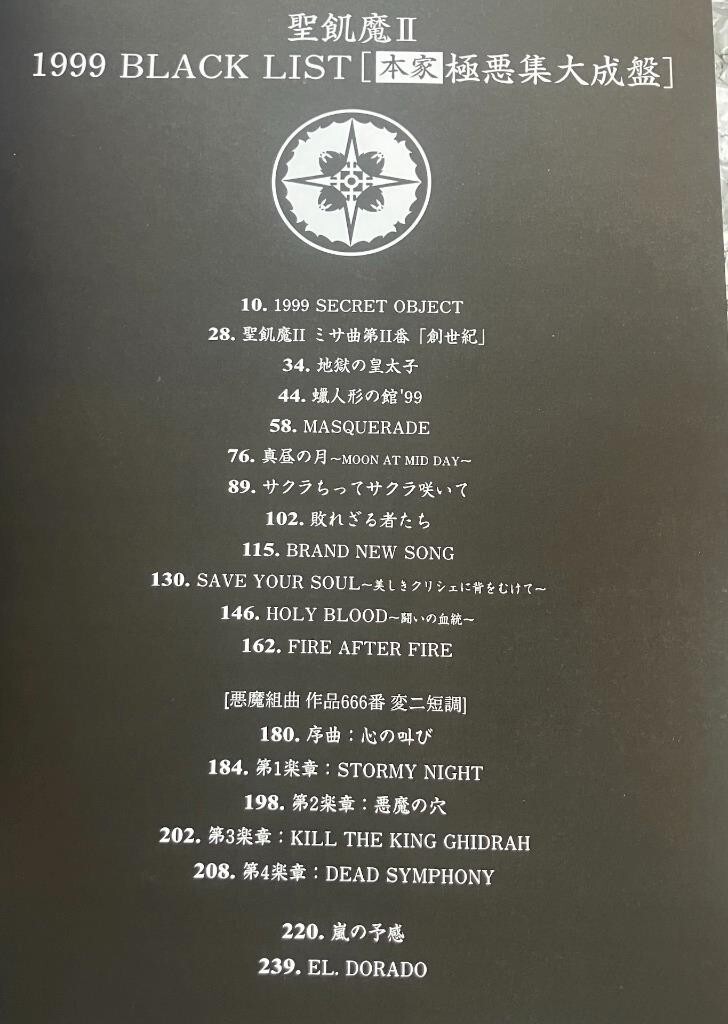 聖飢魔II
1999 BLACK LIST [本家極悪集大成盤]
10. 1999 SECRET OBJECT
28. 聖飢魔II ミサ曲第II番「創世紀」
34. 地獄の皇太子
44. 蠟人形の館'99
58. MASQUERADE
76. 真昼の月~MOON AT MID DAY~
89. サクラちってサクラ咲いて
102. 敗れざる者たち
115. BRAND NEW SONG
130. SAVE YOUR SOUL~美しきクリシェに背をむけて~
146. HOLY BLOOD~闘いの血統~
162. FIRE AFTER FIRE
[悪魔組曲 作品666番 変二短調]
180. 序曲：心の叫び
184. 第1楽章：STORMY NIGHT
198. 第2楽章：悪魔の穴
202. 第3楽章：KILL THE KING GHIDRAH
208. 第4楽章：DEAD SYMPHONY
220. 嵐の予感
239. EL. DORADO